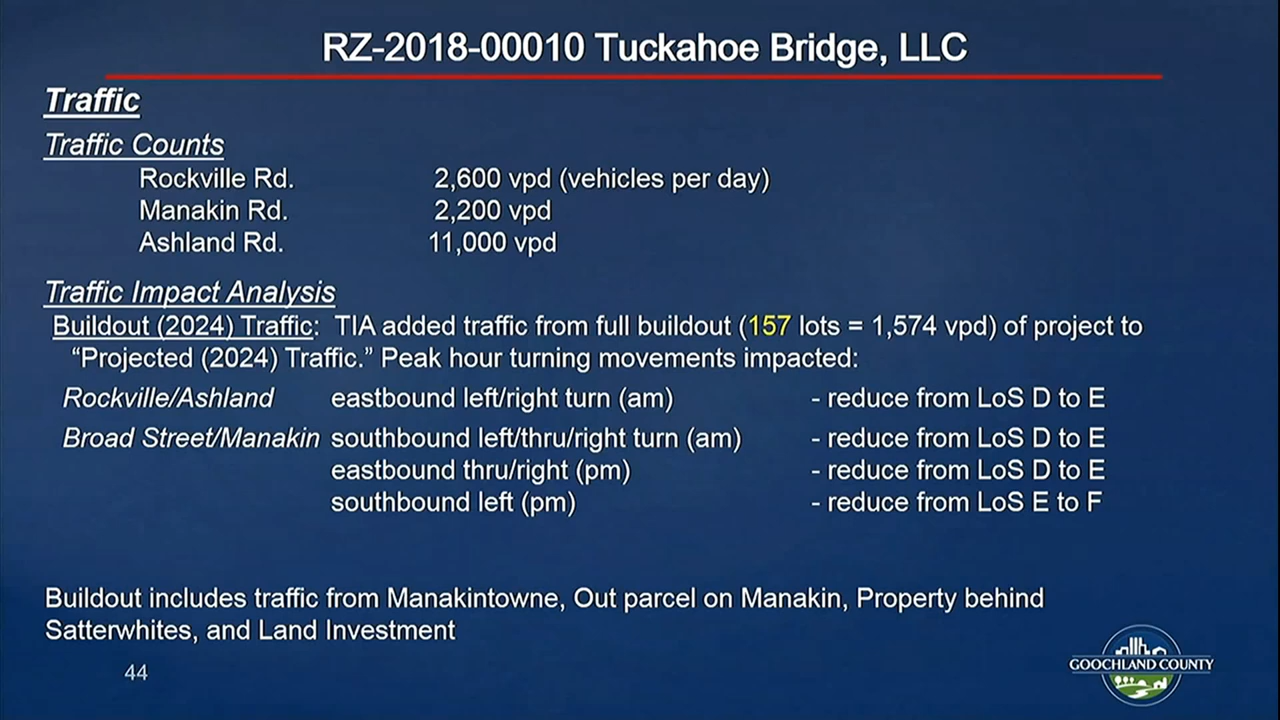 RZ-2018-00010 Tuckahoe Bridge, LLC
Traffic
Traffic Counts
Rockville Rd. 2,600 vpd (vehicles per day)
Manakin Rd. 2,200 vpd
Ashland Rd. 11,000 vpd
Traffic Impact Analysis
Buildout (2024) Traffic: TIA added traffic from full buildout (157 lots = 1,574 vpd) of project to
“Projected (2024) Traffic.” Peak hour turning movements impacted:
Rockville/Ashland eastbound left/right turn (am) - reduce from LoS D to E
Broad Street/Manakin southbound left/thru/right turn (am) - reduce from LoS D to E
eastbound thru/right (pm) - reduce from LoS D to E
southbound left (pm) - reduce from LoS E to F
Buildout includes traffic from Manakintowne, Out parcel on Manakin, Property behind
Satterwhites, and Land Investment
44
GOOCHLAND COUNTY